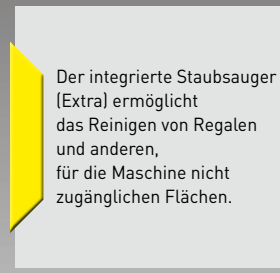 Der integrierte Staubsauger
(Extra) ermöglicht
das Reinigen von Regalen
und anderen,
für die Maschine nicht
zugänglichen Flächen.